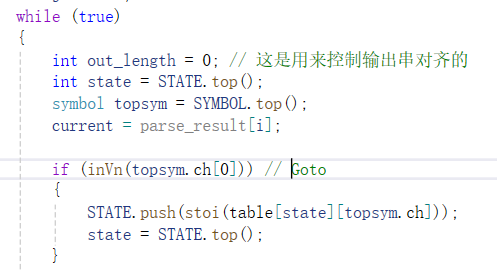 while (true)
{
int out_length = 0; // 这是用来控制输出串对齐的
int state = STATE.top();
symbol topsym = SYMBOL.top();
current = parse_result[i];
if (inVn(topsym.ch[0])) // Goto
{
STATE.push(stoi(table[state][topsym.ch]));
state = STATE.top();
}